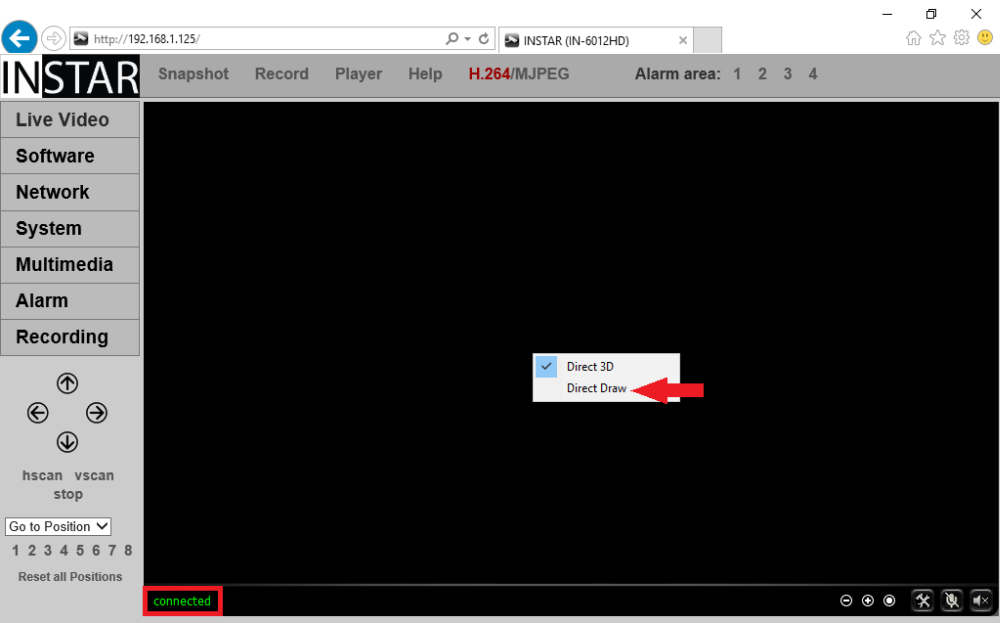 http://192.168.1.125/
INSTAR (IN-6012HD)
INSTAR
Snapshot Record Player Help H.264/MJPEG Alarm area: 1 2 3 4
Live Video
Software
Network
System
Multimedia
Alarm
Recording
Direct 3D
Direct Draw
hscan vscan
stop
Go to Position
1 2 3 4 5 6 7 8
Reset all Positions
connected